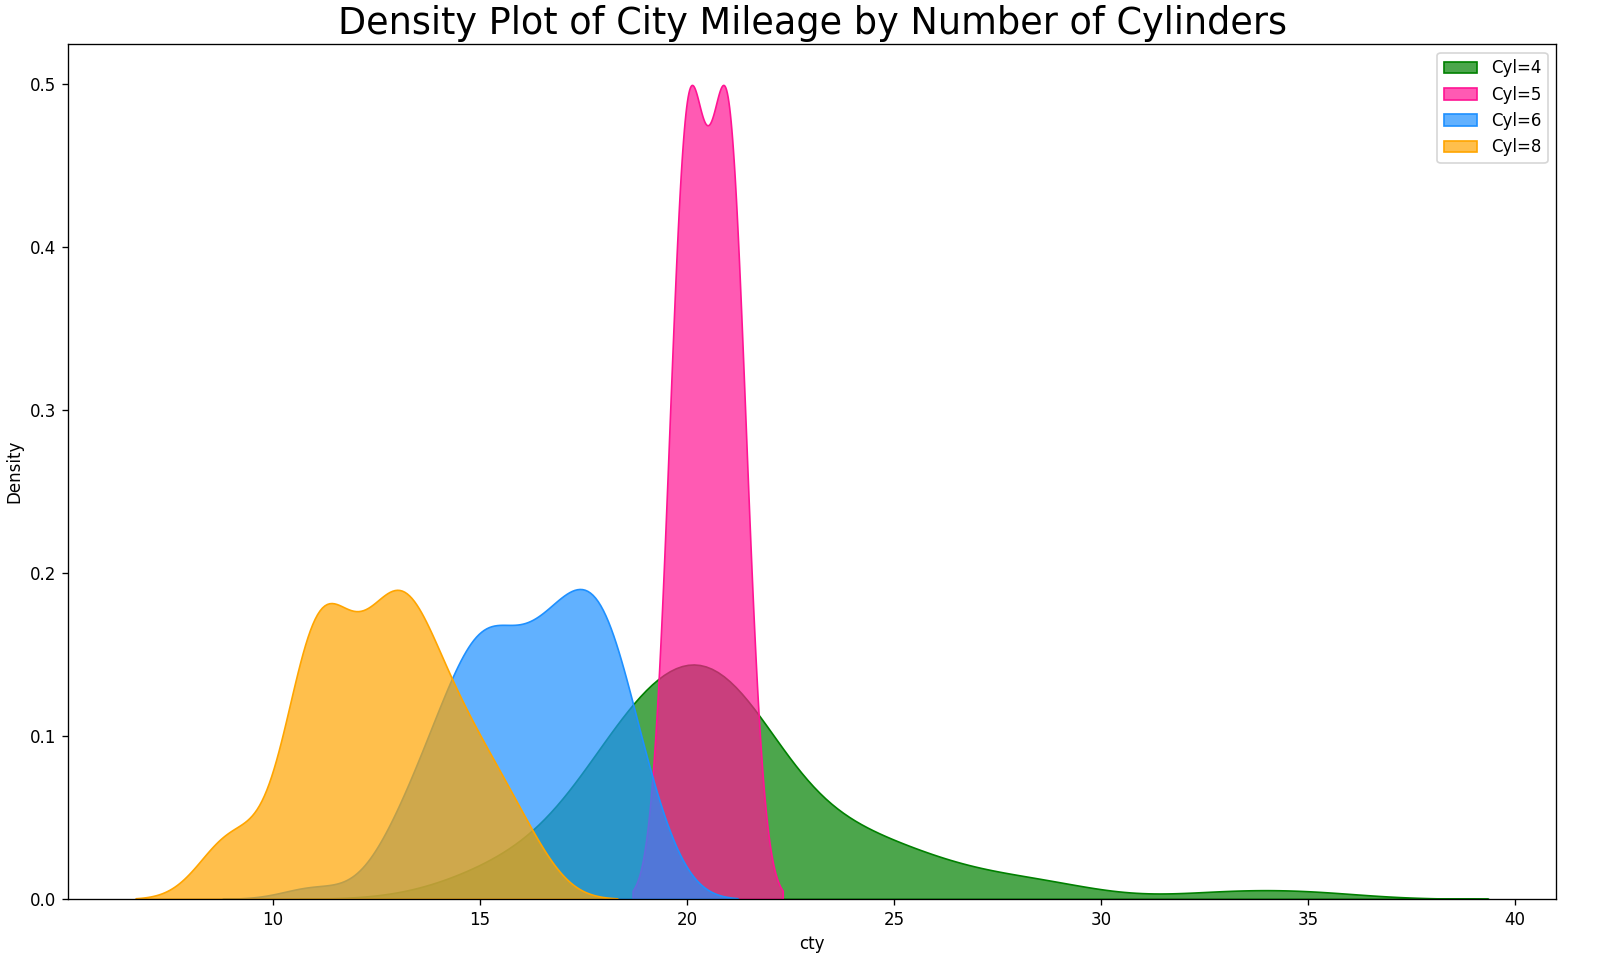 Density Plot of City Mileage by Number of Cylinders
Cyl=4
Cyl=5
Cyl=6
Cyl=8
0.5
0.4
0.3
0.2
0.1
0.0
Density
10 15 20 25 30 35 40
cty